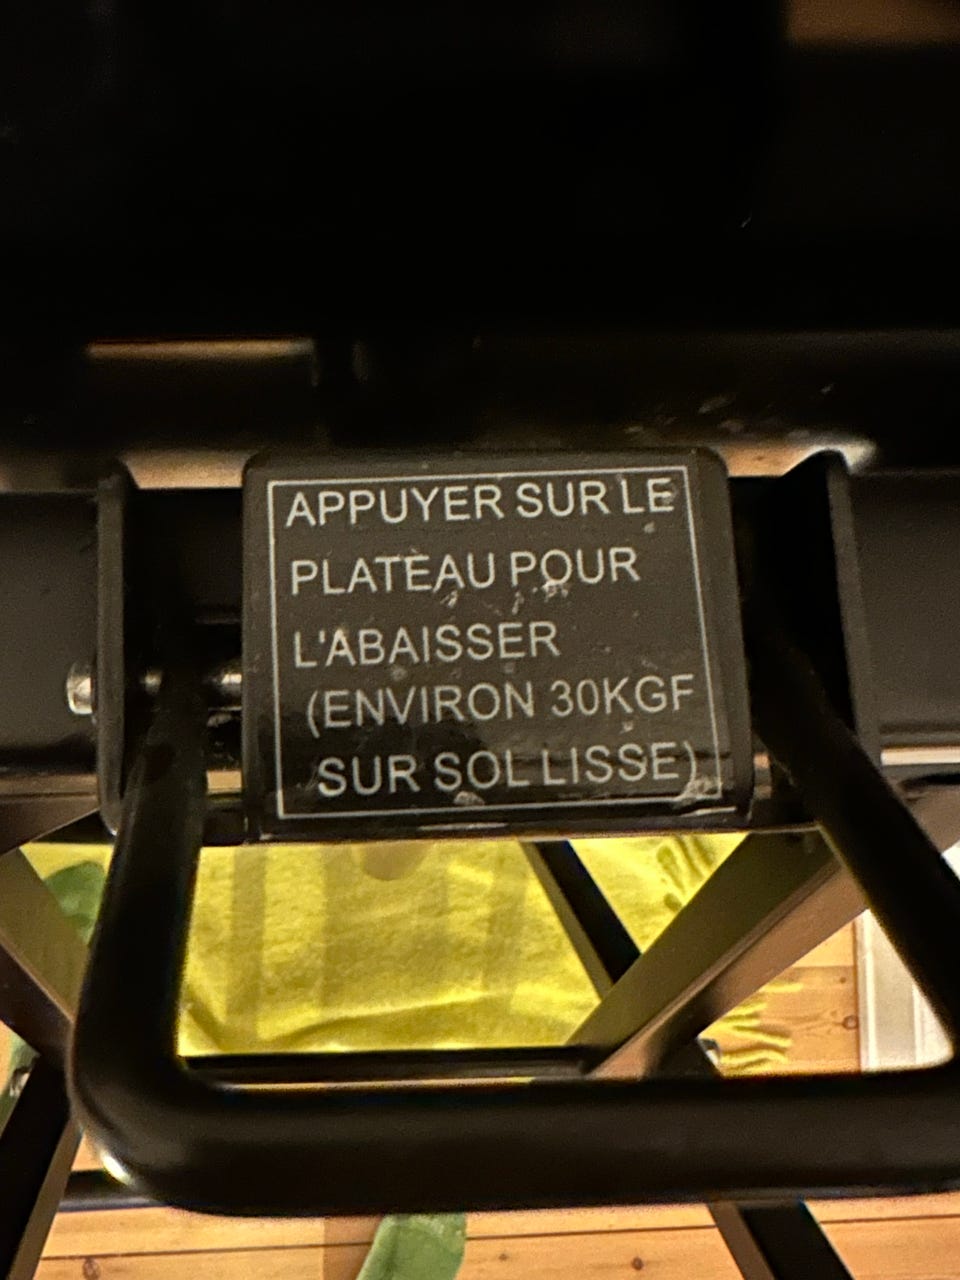 APPUYER SUR LE
PLATEAU POUR
L'ABAISSER
(ENVIRON 30KGF
SUR SOL LISSE)